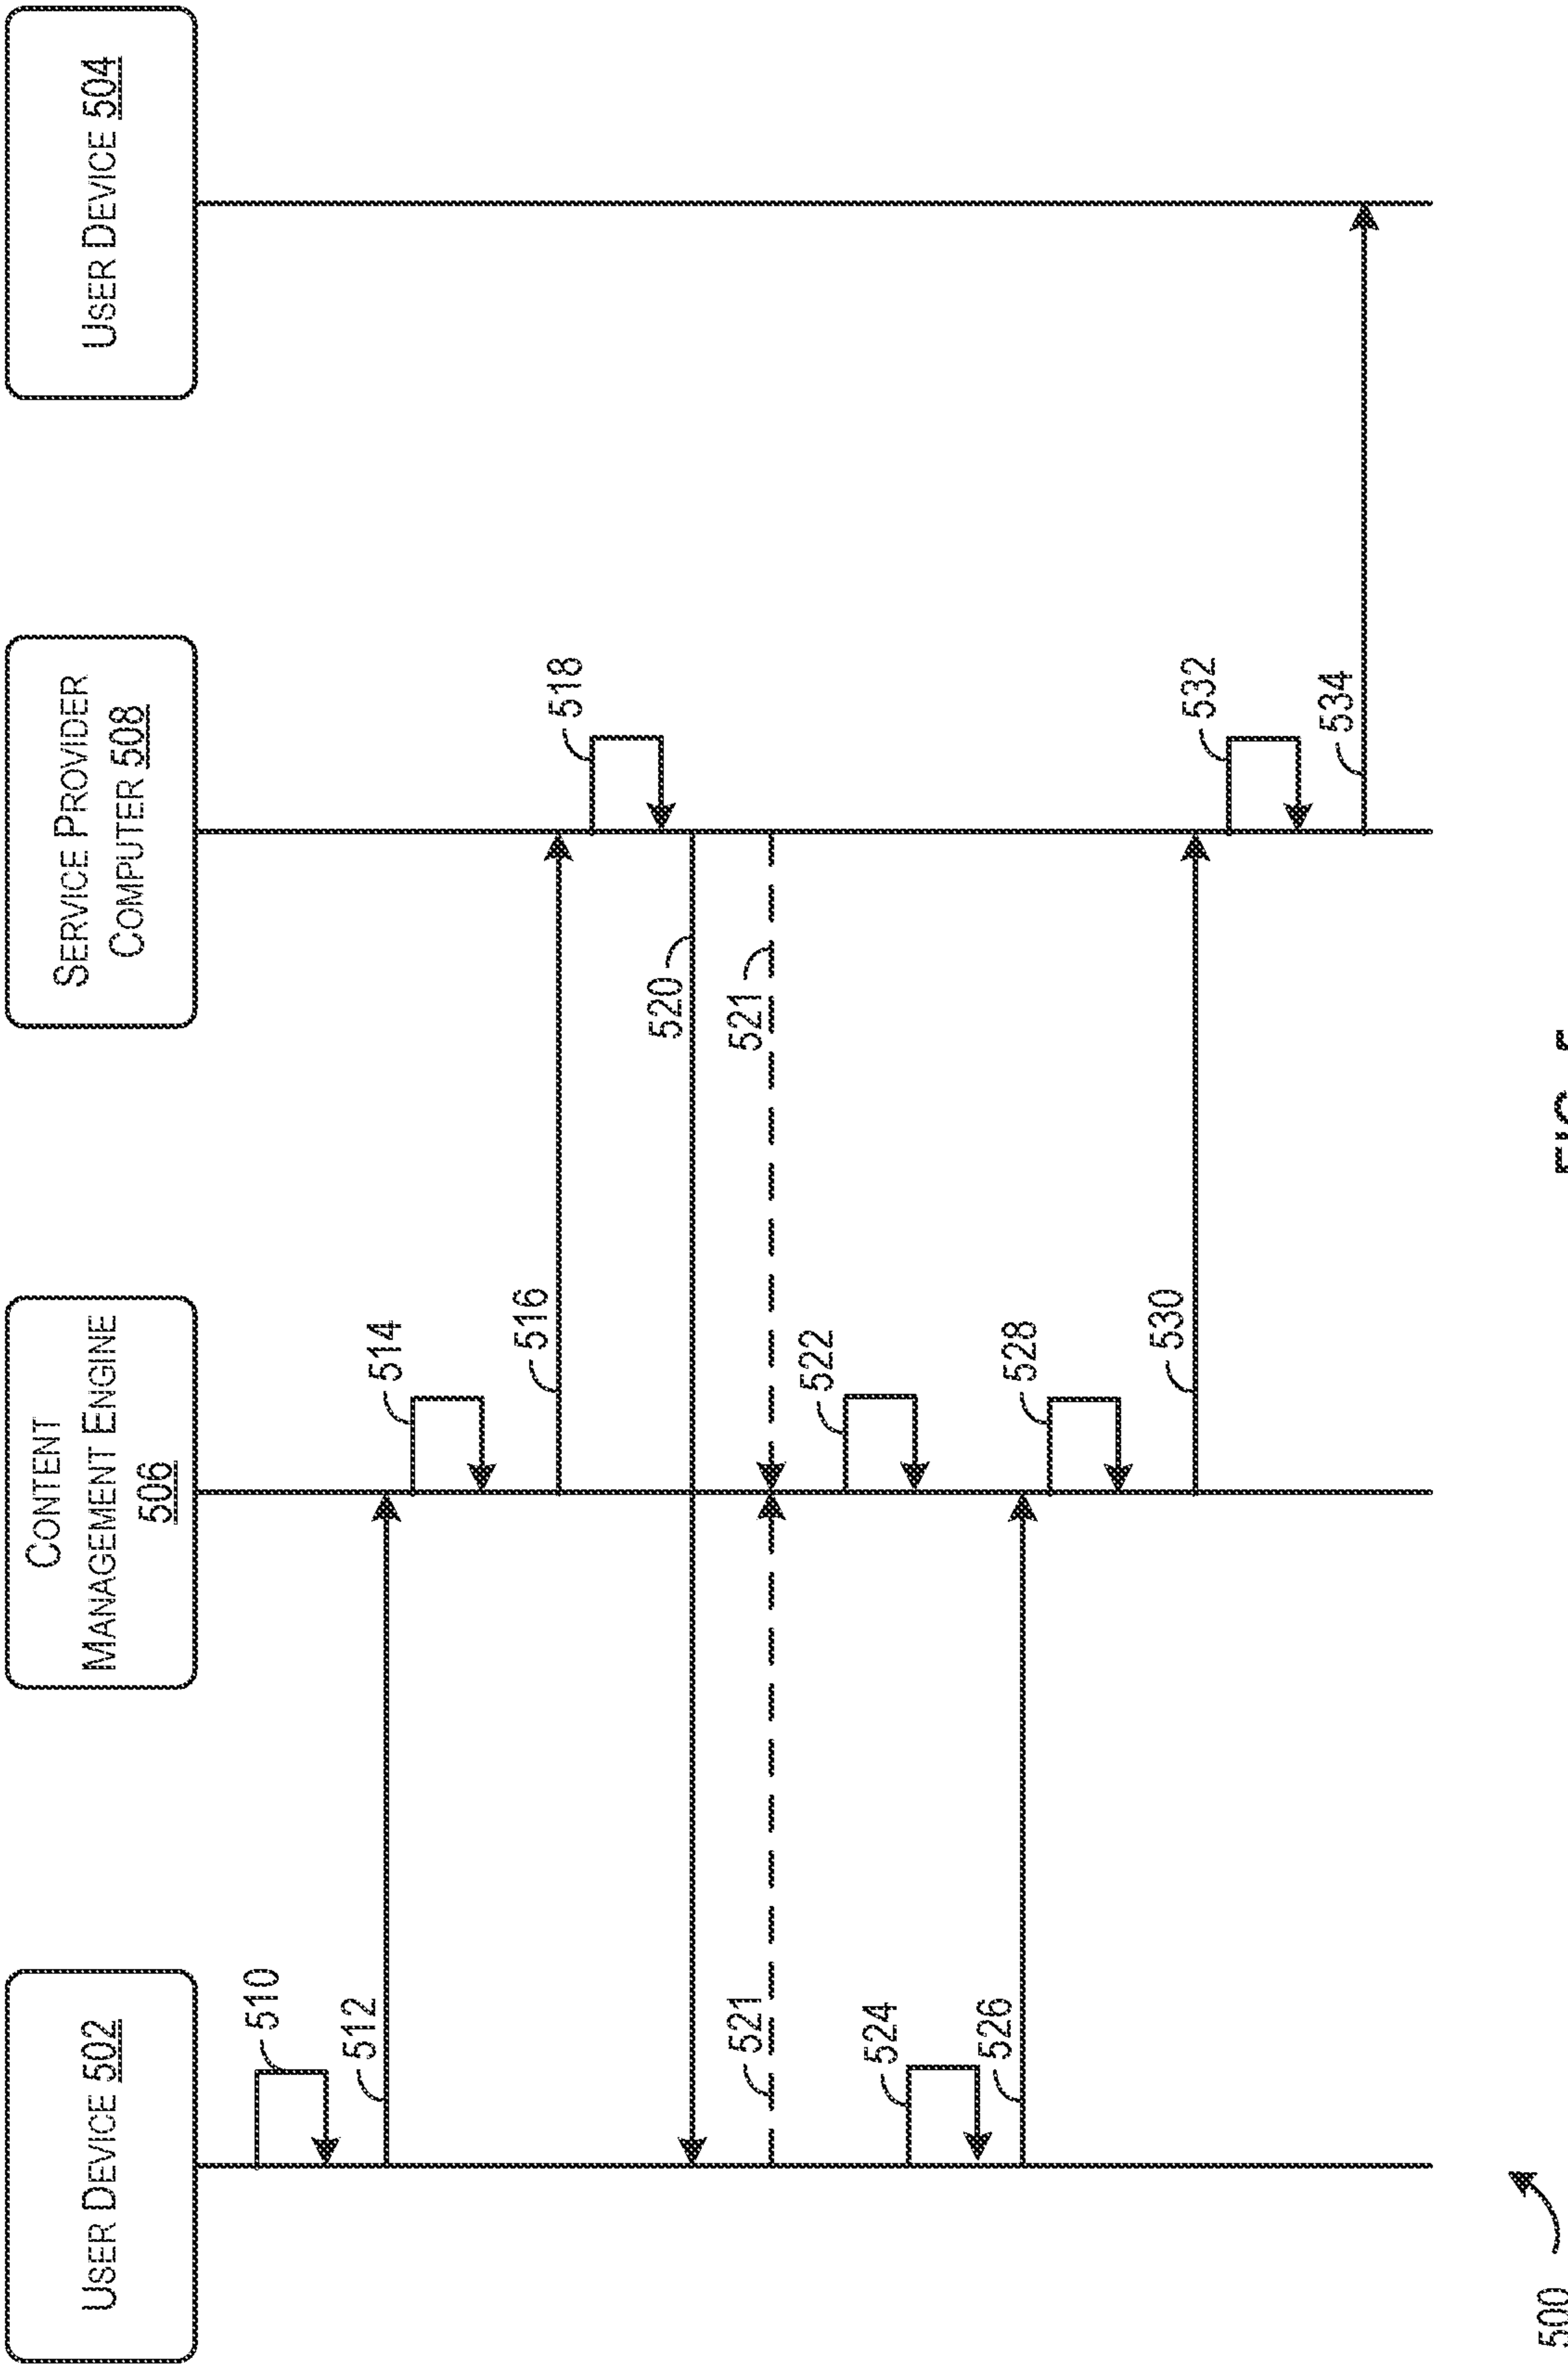 USER DEVICE 502
CONTENT
MANAGEMENT ENGINE
506
SERVICE PROVIDER
COMPUTER 508
USER DEVICE 504
510
512
514
516
518
520
521
521
522
524
526
528
530
532
534
500